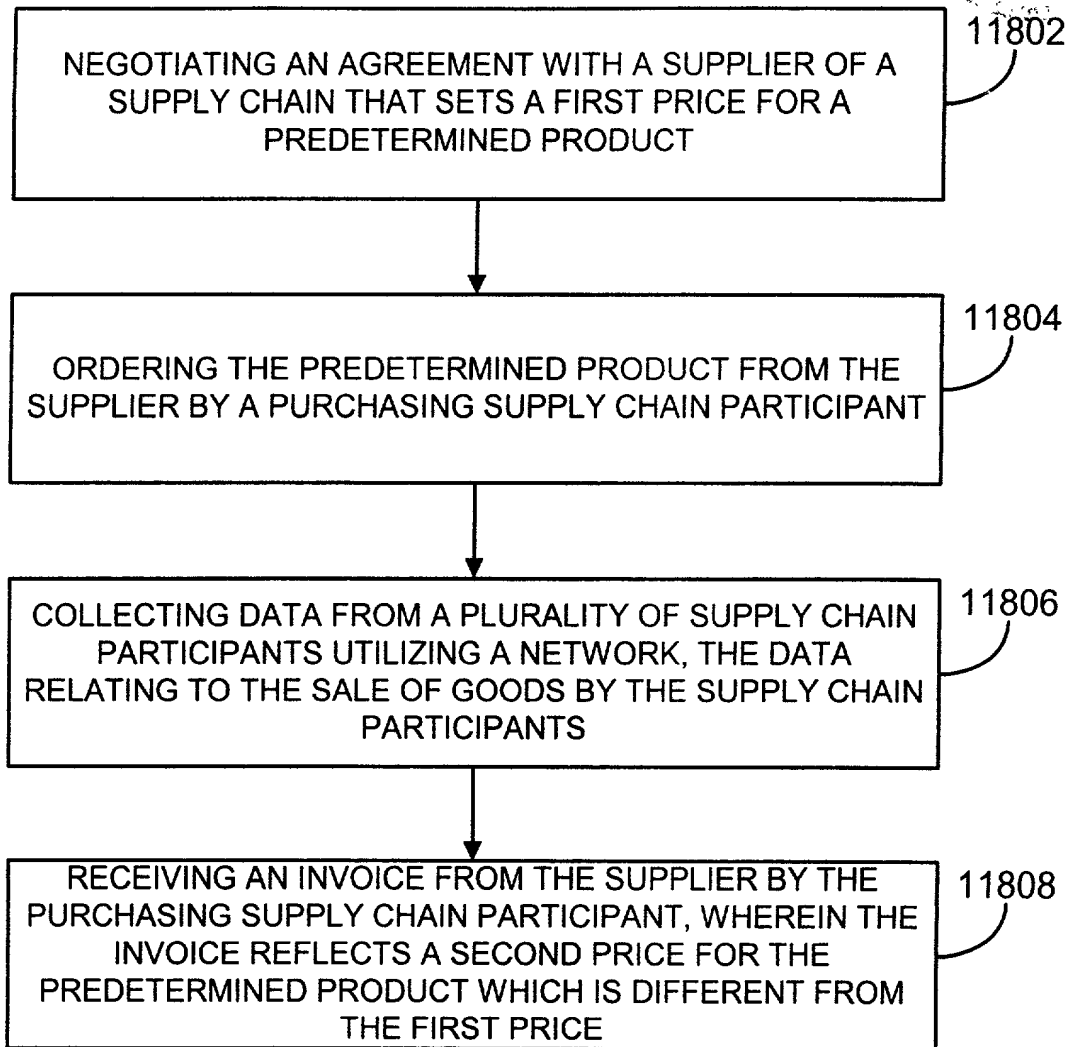 11802
NEGOTIATING AN AGREEMENT WITH A SUPPLIER OF A
SUPPLY CHAIN THAT SETS A FIRST PRICE FOR A
PREDETERMINED PRODUCT
11804
ORDERING THE PREDETERMINED PRODUCT FROM THE
SUPPLIER BY A PURCHASING SUPPLY CHAIN PARTICIPANT
11806
COLLECTING DATA FROM A PLURALITY OF SUPPLY CHAIN
PARTICIPANTS UTILIZING A NETWORK, THE DATA
RELATING TO THE SALE OF GOODS BY THE SUPPLY CHAIN
PARTICIPANTS
11808
RECEIVING AN INVOICE FROM THE SUPPLIER BY THE
PURCHASING SUPPLY CHAIN PARTICIPANT, WHEREIN THE
INVOICE REFLECTS A SECOND PRICE FOR THE
PREDETERMINED PRODUCT WHICH IS DIFFERENT FROM
THE FIRST PRICE